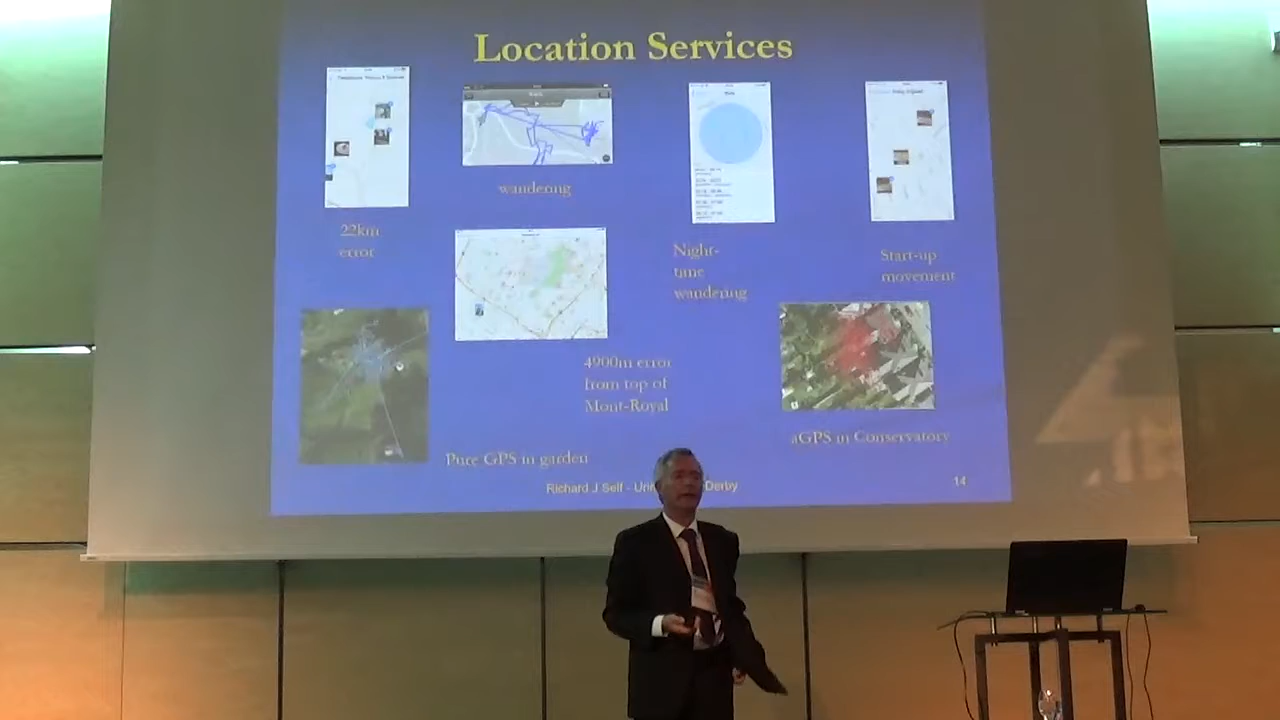 Location Services
22km
error
wandering
Night-
time
wandering
Start-up
movement
4900m error
from top of
Mont-Royal
Pure GPS in garden
aGPS in Conservatory
Richard J Self - Derby
14